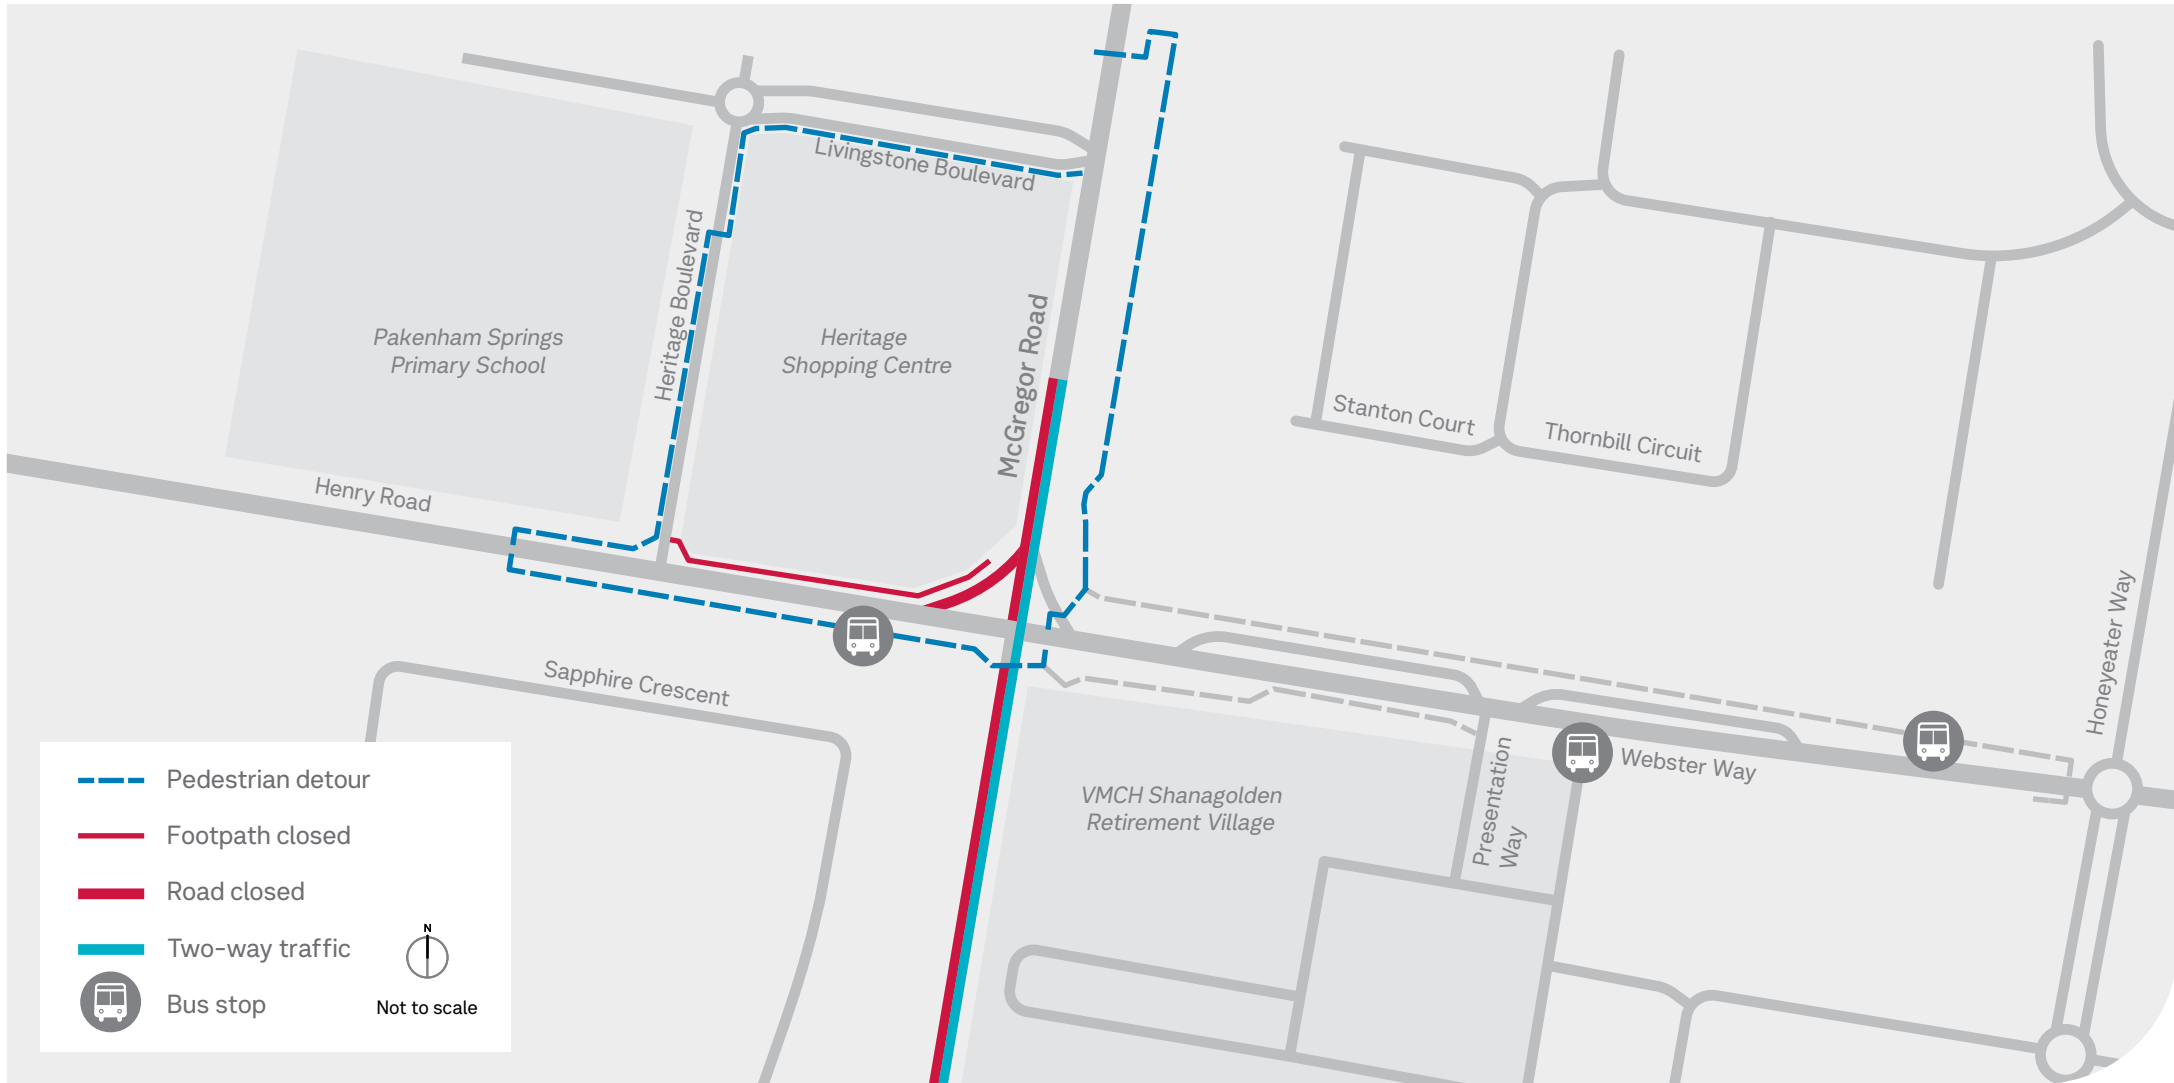 Livingstone Boulevard
Heritage Boulevard
Pakenham Springs
Primary School
Heritage
Shopping Centre
McGregor Road
Stanton Court
Thornbill Circuit
Henry Road
Honeyeater Way
Sapphire Crescent
Webster Way
Presentation
Way
VMCH Shanagolden
Retirement Village
Pedestrian detour
Footpath closed
Road closed
Two-way traffic
Bus stop
N
Not to scale